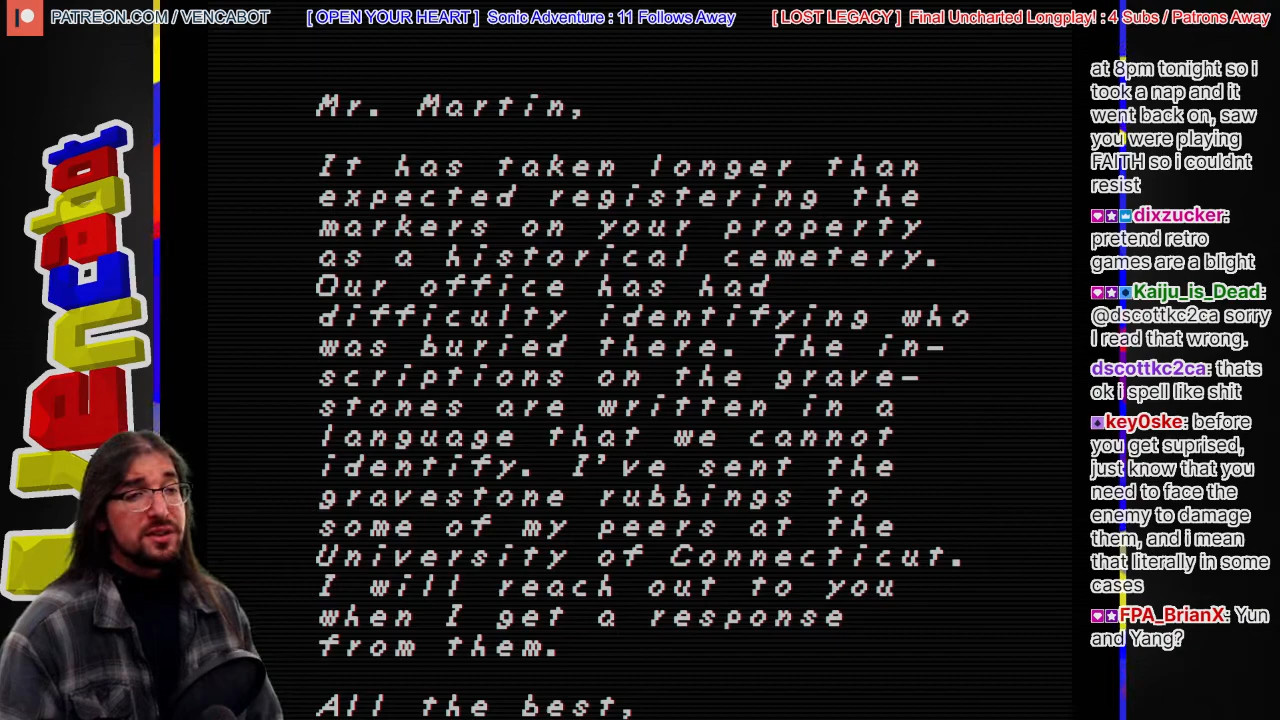 PATREON.COM / VENCABOT
[ OPEN YOUR HEART ] Sonic Adventure : 11 Follows Away
[ LOST LEGACY ] Final Uncharted Longplay! : 4 Subs / Patrons Away
Vencabot
Mr. Martin,
It has taken longer than
expected registering the
markers on your property
as a historical cemetery.
Our office has had
difficulty identifying who
was buried there. The in-
scriptions on the grave-
stones are written in a
language that we cannot
identify. I've sent the
gravestone rubbings to
some of my peers at the
University of Connecticut.
I will reach out to you
when I get a response
from them.
All the best,
at 8pm tonight so i
took a nap and it
went back on, saw
you were playing
FAITH so i couldnt
resist
dixzucker:
pretend retro
games are a blight
Kaiju_is_Dead:
@dscottkc2ca sorry
I read that wrong.
dscottkc2ca: thats
ok i spell like shit
key0ske: before
you get suprised,
just know that you
need to face the
enemy to damage
them, and i mean
that literally in some
cases
FPA_BrianX: Yun
and Yang?